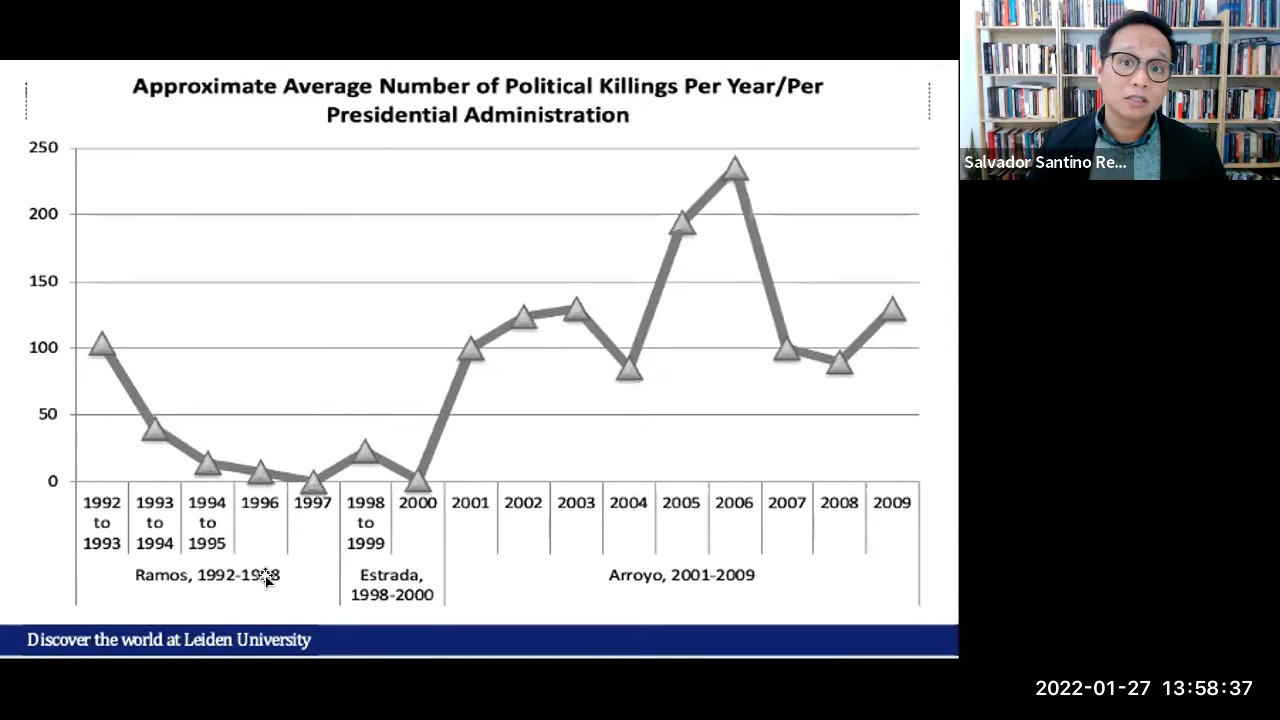 Approximate Average Number of Political Killings Per Year/Per
Presidential Administration
250
200
150
100
50
0
1992 to 1993
1993 to 1994
1994 to 1995
1996
1997
1998 to 1999
2000
2001
2002
2003
2004
2005
2006
2007
2008
2009
Ramos, 1992-1998
Estrada,
1998-2000
Arroyo, 2001-2009
Discover the world at Leiden University
Salvador Santino Re...
2022-01-27 13:58:37